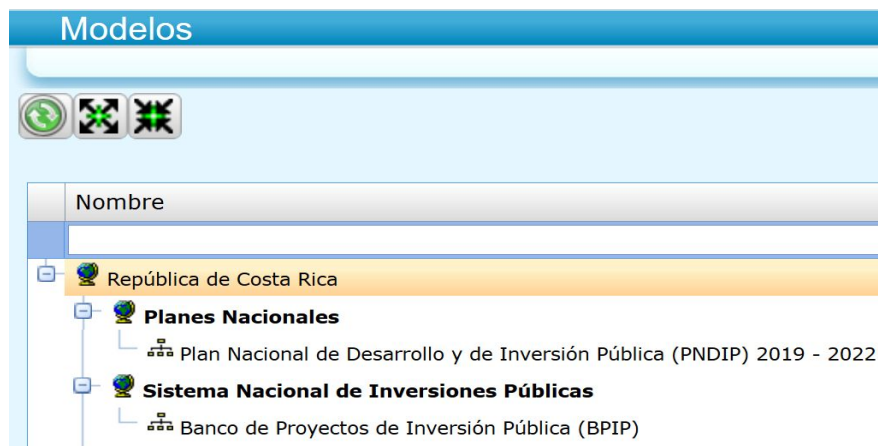 Modelos
Nombre
República de Costa Rica
Planes Nacionales
Plan Nacional de Desarrollo y de Inversión Pública (PNDIP) 2019 - 2022
Sistema Nacional de Inversiones Públicas
Banco de Proyectos de Inversión Pública (BPIP)